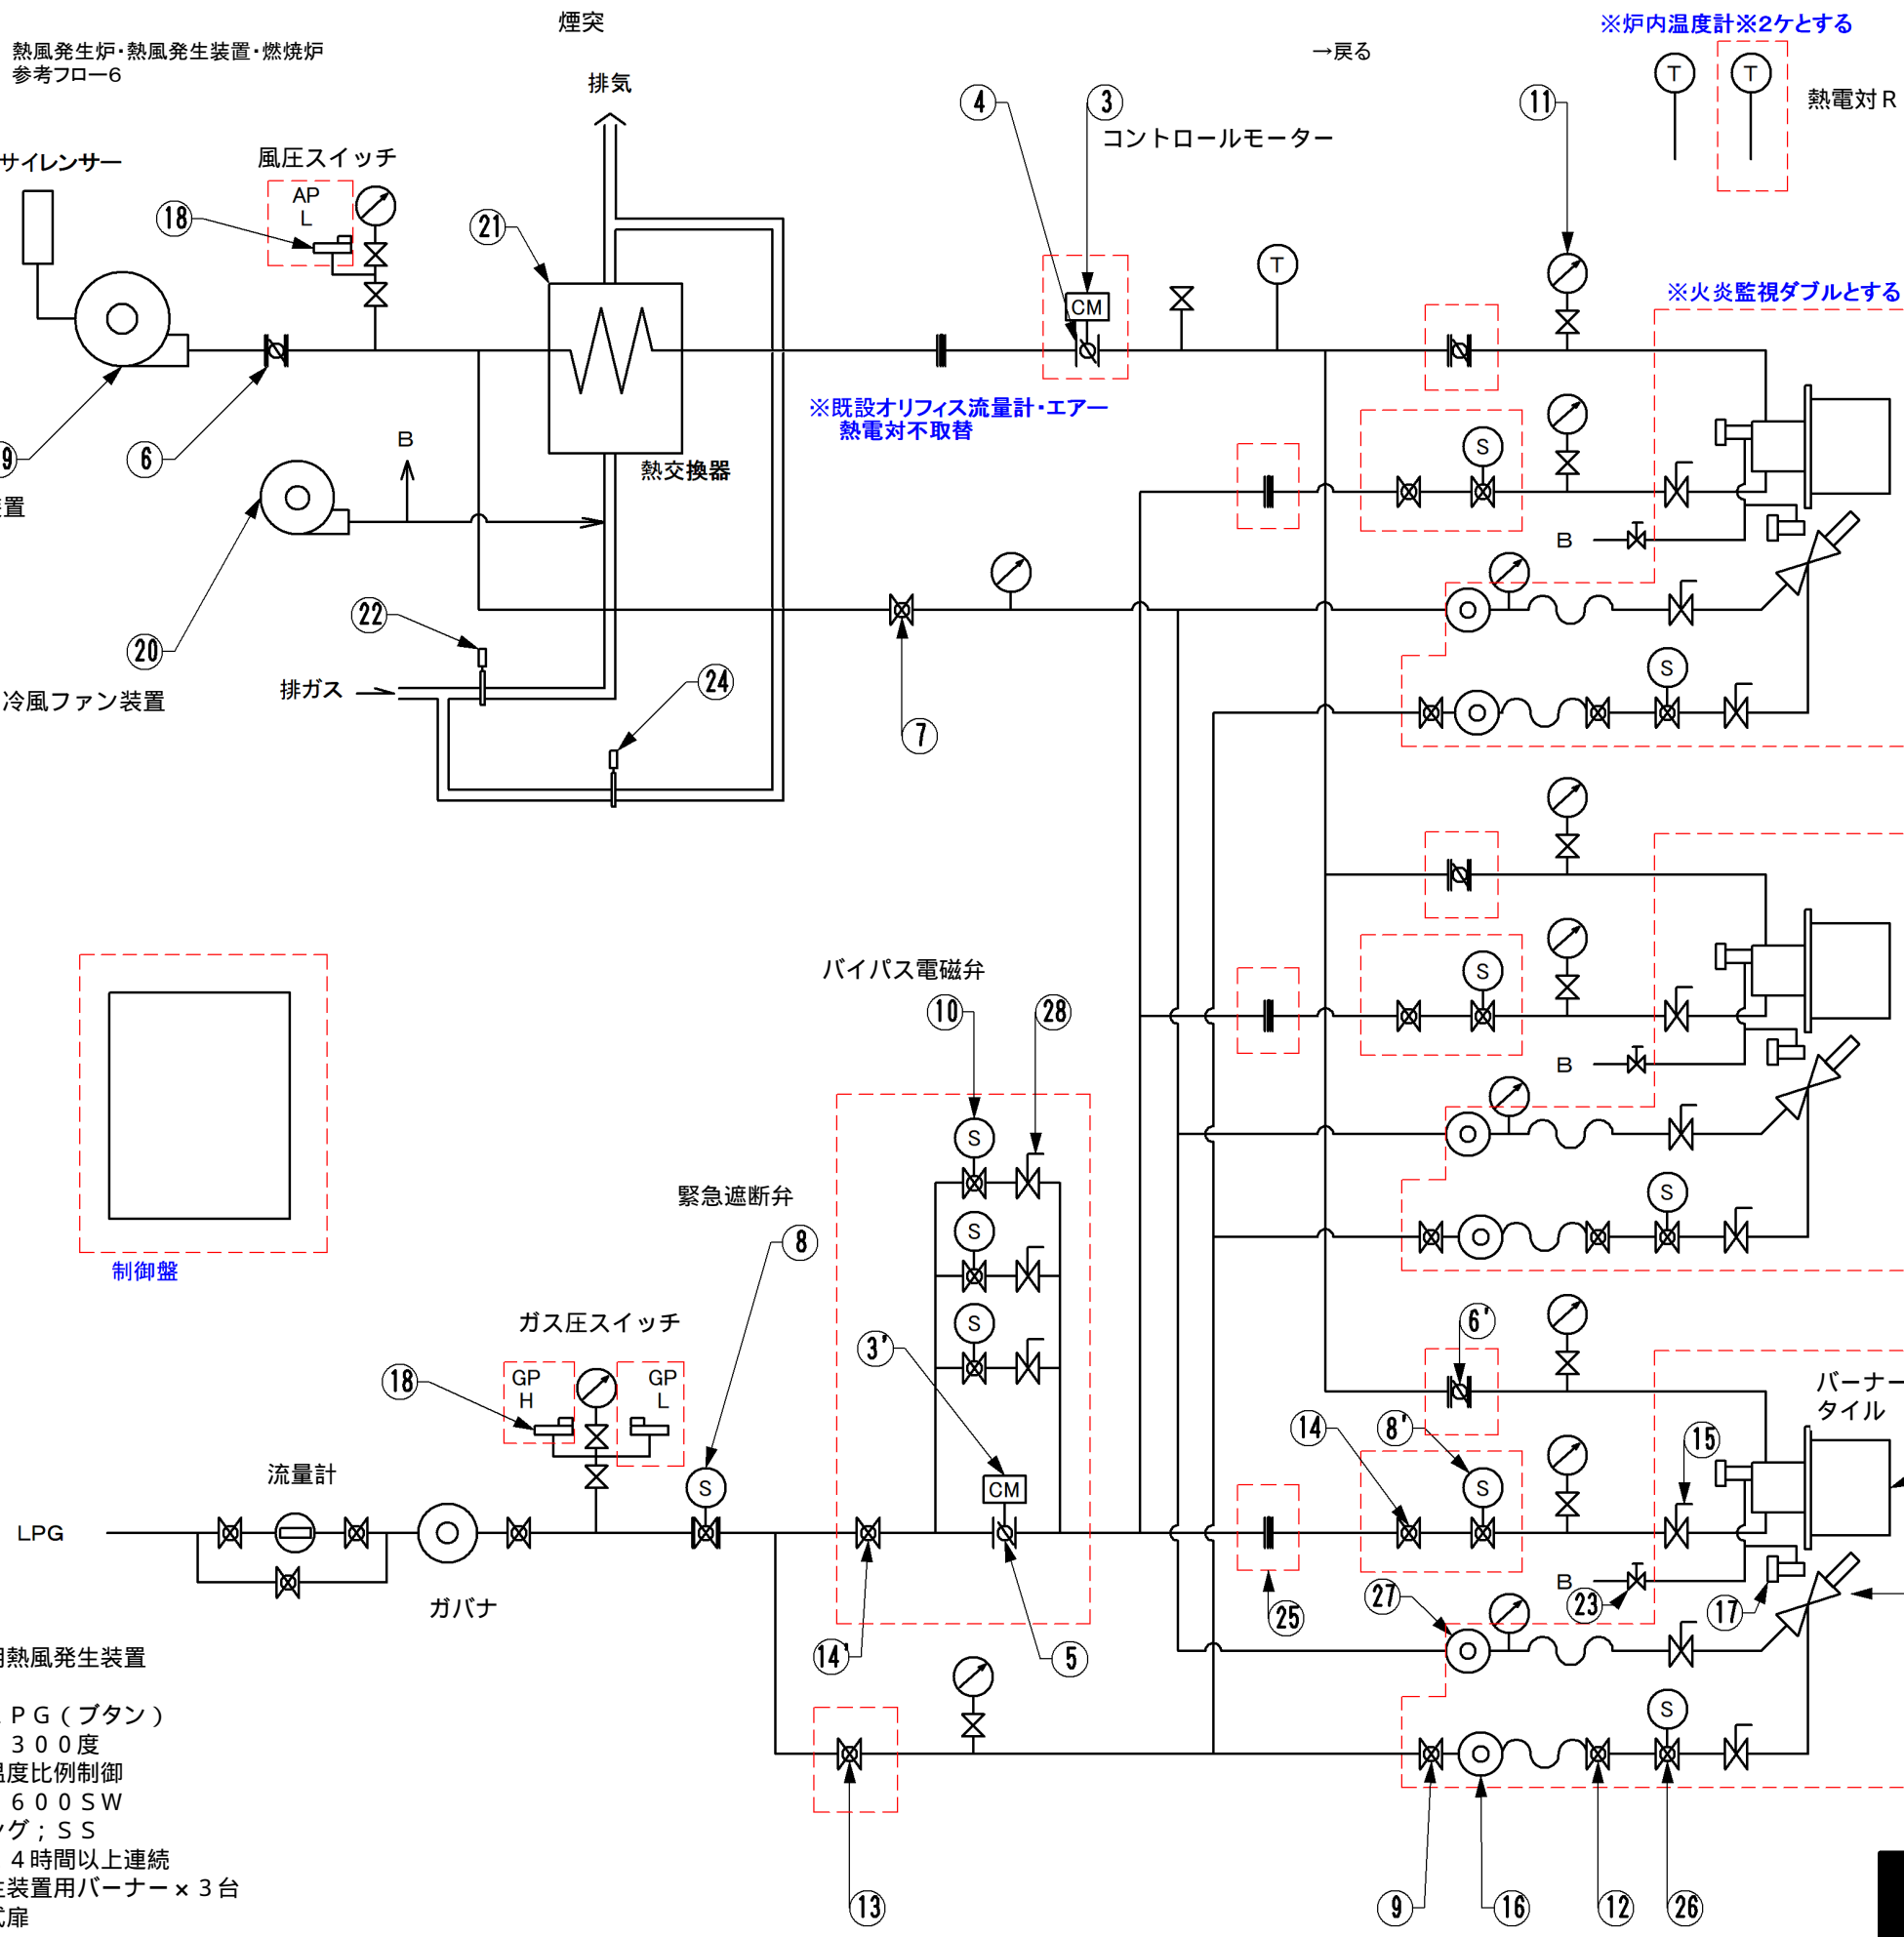 煙突
※炉内温度計※2ケとする
熱風発生炉・熱風発生装置・燃焼炉
参考フロー6
→戻る
排気
T
T
熱電対R
4
3
11
コントロールモーター
サイレンサー
風圧スイッチ
AP
L
18
21
T
※火炎監視ダブルとする
CM
※既設オリフィス流量計・エアー
熱電対不取替
9
6
B
熱交換器
S
置
B
22
20
24
排ガス
冷風ファン装置
S
7
バイパス電磁弁
S
10
28
B
S
緊急遮断弁
S
8
S
制御盤
ガス圧スイッチ
S
3'
6'
18
GP
H
GP
L
バーナー
タイル
14
8'
15
流量計
S
CM
S
LPG
ガバナ
B
27
23
17
25
用熱風発生装置
14'
5
PG(ブタン)
S
300度
温度比例制御
600SW
グ;SS
4時間以上連続
装置用バーナー×3台
13
9
16
12
26
式扉